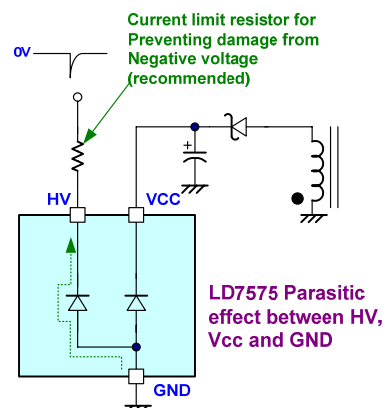 Current limit resistor for
Preventing damage from
Negative voltage
(recommended)
0V
+
HV
VCC
LD7575 Parasitic
effect between HV,
Vcc and GND
GND